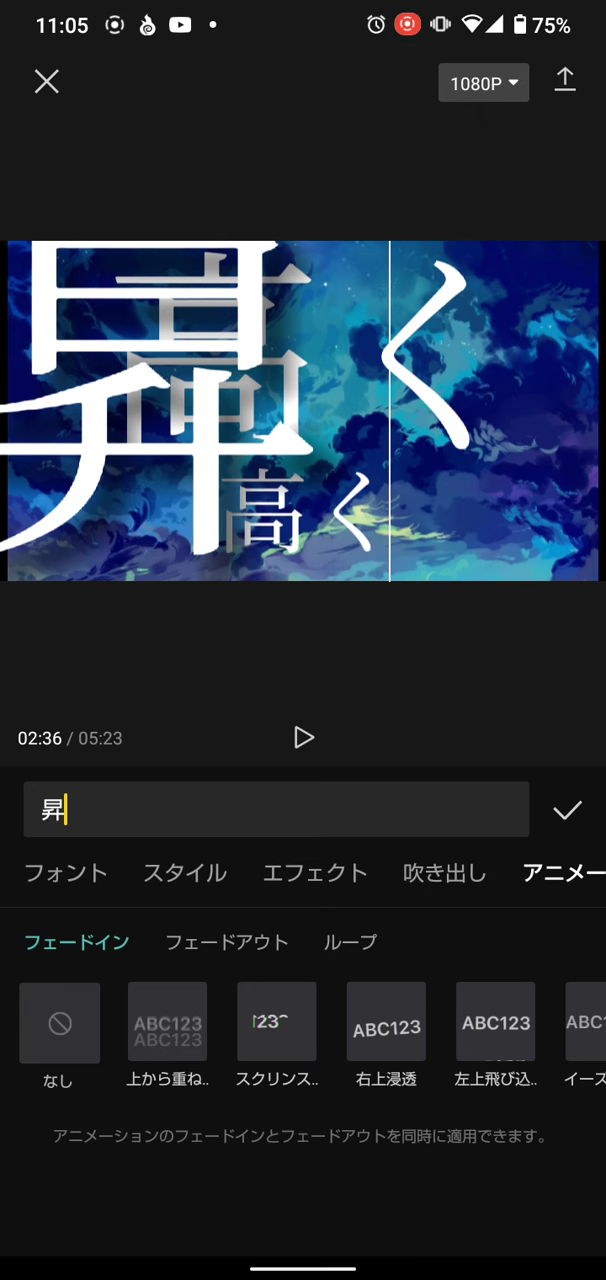 11:05
75%
1080P
昇
高
く
高く
02:36 / 05:23
昇
フォント スタイル エフェクト 吹き出し アニメー
フェードイン フェードアウト ループ
ABC123 ABC123 123 ABC123 ABC123 ABC
なし 上から重ね.. スクリンス.. 右上浸透 左上飛び込.. イース
アニメーションのフェードインとフェードアウトを同時に適用できます。